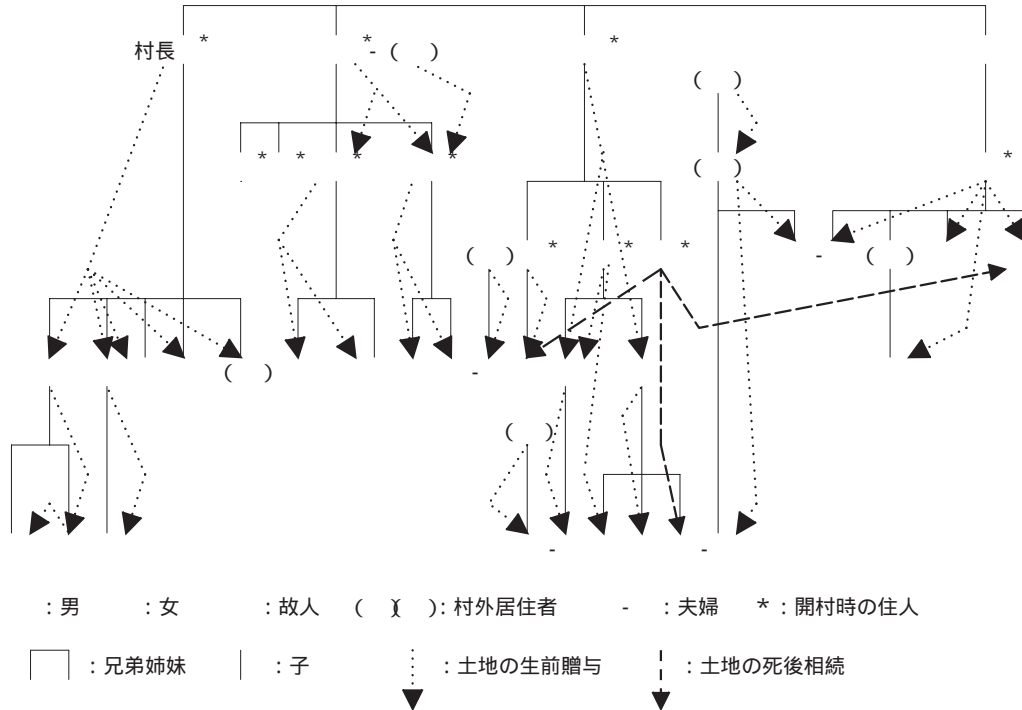 村長 * * - ( ) *
( )
* * * * ( ) *
( ) * * * - ( )
( ) -
( )
- -
：男 ：女 ：故人 ( )( )：村外居住者 - ：夫婦 *：開村時の住人
：兄弟姉妹 ：子 ：土地の生前贈与 ：土地の死後相続